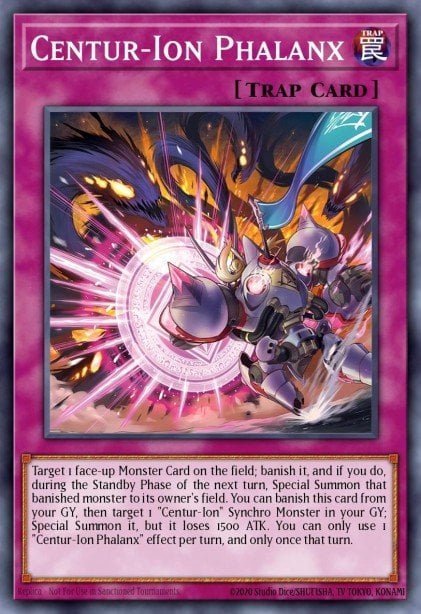 CENTUR-ION PHALANX
TRAP
罠
[TRAP CARD]
Target 1 face-up Monster Card on the field; banish it, and if you do,
during the Standby Phase of the next turn, Special Summon that
banished monster to its owner's field. You can banish this card from
your GY, then target 1 "Centur-Ion" Synchro Monster in your GY;
Special Summon it, but it loses 1500 ATK. You can only use 1
"Centur-Ion Phalanx" effect per turn, and only once that turn.
Replica - Not For Use in Sanctioned Tournaments
©2020 Studio Dice/SHUEISHA, TV TOKYO, KONAMI